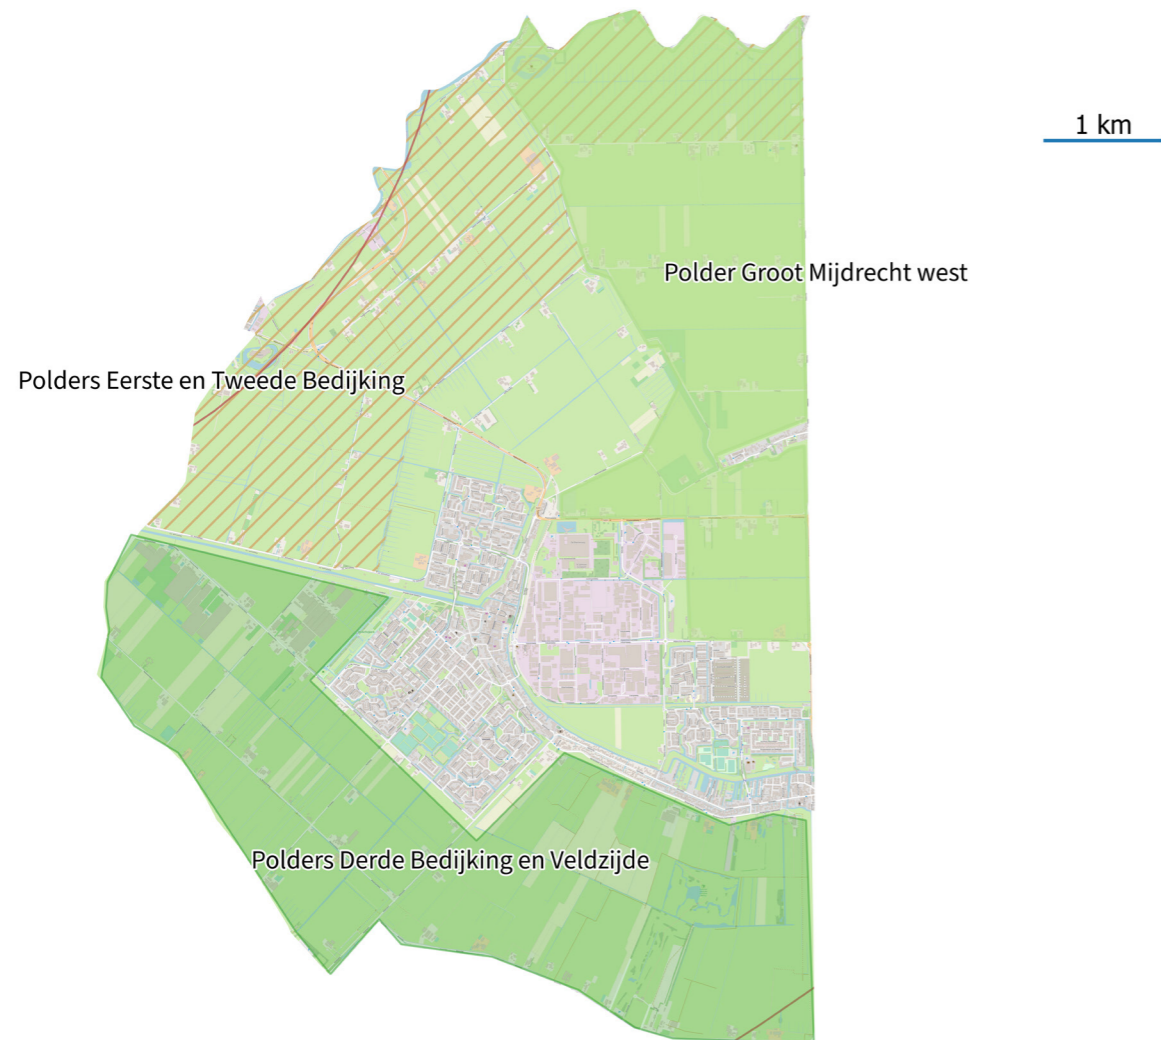 1 km
Polder Groot Mijdrecht west
Polders Eerste en Tweede Bedijking
Polders Derde Bedijking en Veldzijde